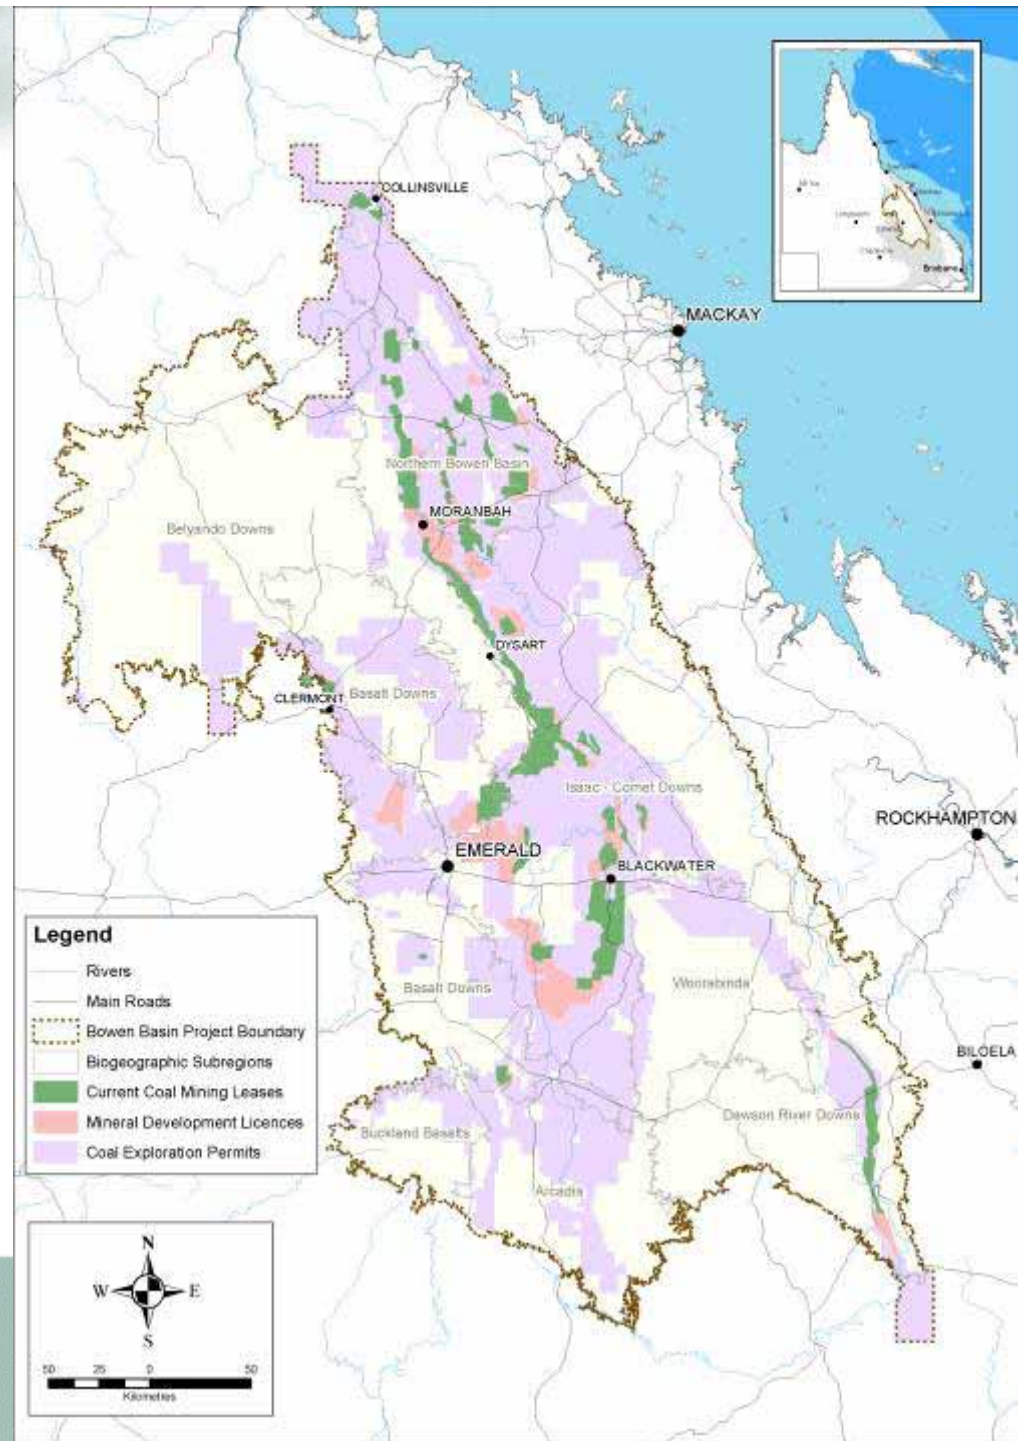 COLLINSVILLE
MACKAY
Northern Bowen Basin
MORANBAH
Belyando Downs
DYSART
CLERMONT
Basalt Downs
Isaac - Comet Downs
ROCKHAMPTON
EMERALD
BLACKWATER
Basalt Downs
Woorabinda
BILOELA
Dawson River Downs
Buckland Basalts
Arcadia
Brisbane
Legend
Rivers
Main Roads
Bowen Basin Project Boundary
Biogeographic Subregions
Current Coal Mining Leases
Mineral Development Licences
Coal Exploration Permits
N
W
E
S
50 25 0 50
Kilometres